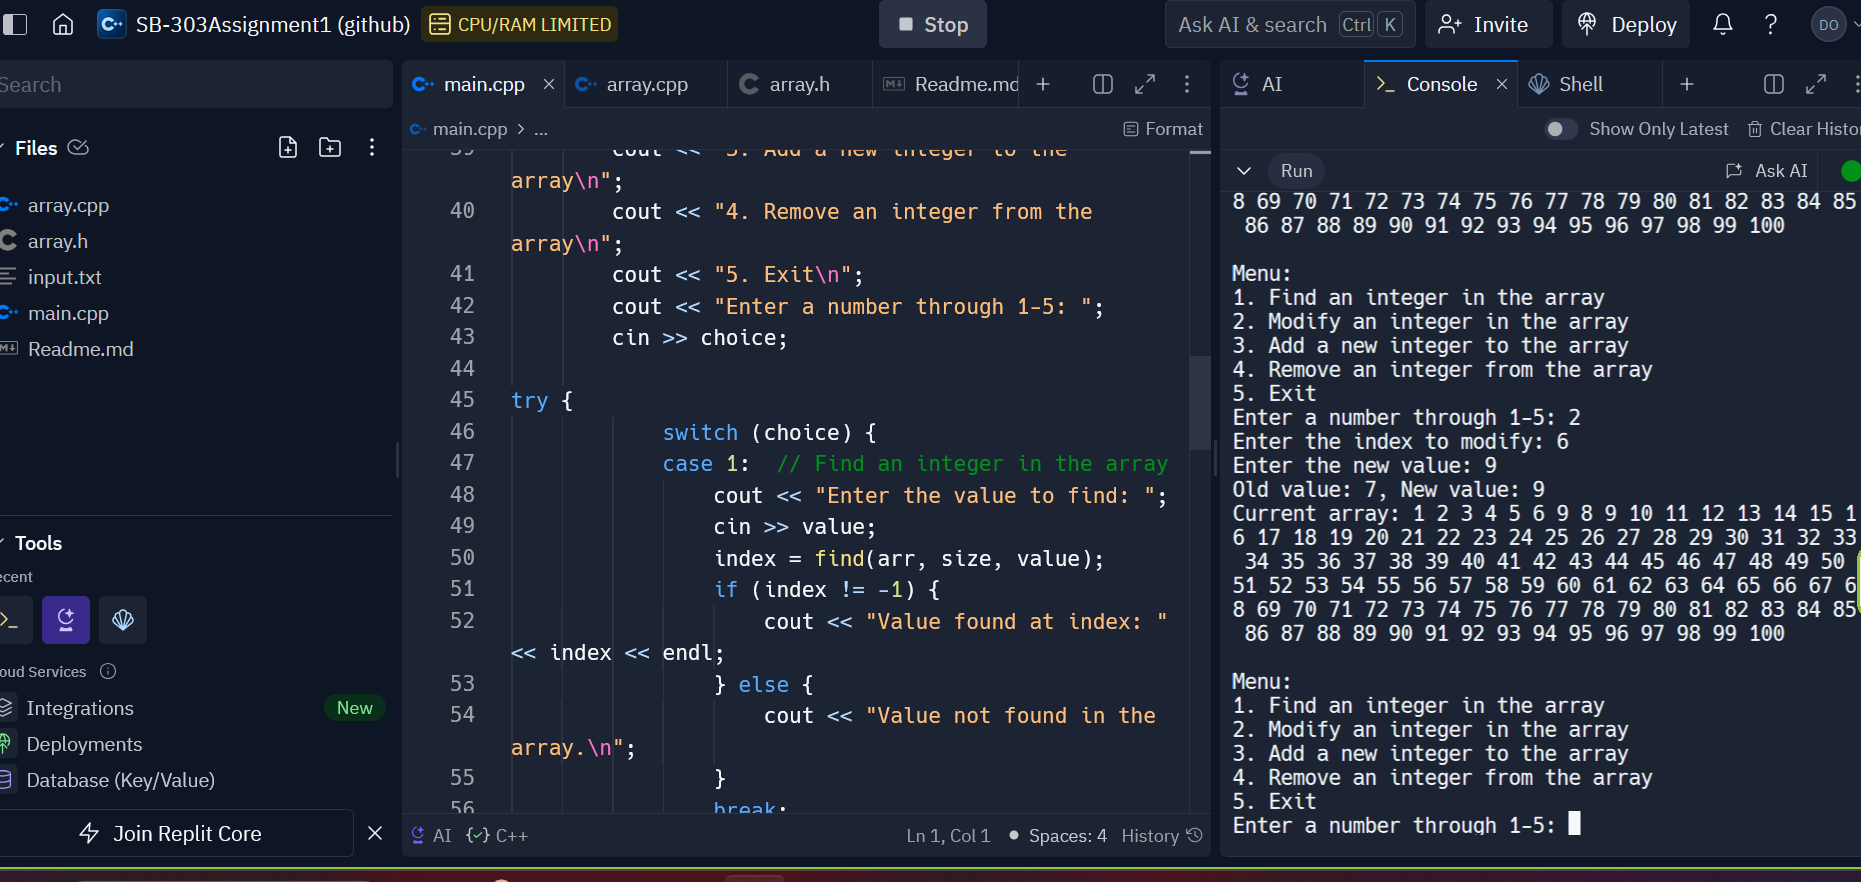 SB-303Assignment1 (github)
CPU/RAM LIMITED
Stop
Ask AI & search Ctrl K
Invite
Deploy
DO
Search
Files
array.cpp
array.h
input.txt
main.cpp
Readme.md
Tools
ecent
oud Services
Integrations New
Deployments
Database (Key/Value)
Join Replit Core
main.cpp
array.cpp
array.h
Readme.md
main.cpp > ...
Format
39 cout << "3. Add a new integer to the
array\n";
40 cout << "4. Remove an integer from the
array\n";
41 cout << "5. Exit\n";
42 cout << "Enter a number through 1-5: ";
43 cin >> choice;
44
45 try {
46 switch (choice) {
47 case 1: // Find an integer in the array
48 cout << "Enter the value to find: ";
49 cin >> value;
50 index = find(arr, size, value);
51 if (index != -1) {
52 cout << "Value found at index: "
<< index << endl;
53 } else {
54 cout << "Value not found in the
array.\n";
55 }
56 break;
AI {✓} C++ Ln 1, Col 1 Spaces: 4 History
AI
Console
Shell
Show Only Latest
Clear Histor
Run
Ask AI
8 69 70 71 72 73 74 75 76 77 78 79 80 81 82 83 84 85
86 87 88 89 90 91 92 93 94 95 96 97 98 99 100
Menu:
1. Find an integer in the array
2. Modify an integer in the array
3. Add a new integer to the array
4. Remove an integer from the array
5. Exit
Enter a number through 1-5: 2
Enter the index to modify: 6
Enter the new value: 9
Old value: 7, New value: 9
Current array: 1 2 3 4 5 6 9 8 9 10 11 12 13 14 15 1
6 17 18 19 20 21 22 23 24 25 26 27 28 29 30 31 32 33
34 35 36 37 38 39 40 41 42 43 44 45 46 47 48 49 50
51 52 53 54 55 56 57 58 59 60 61 62 63 64 65 66 67 6
8 69 70 71 72 73 74 75 76 77 78 79 80 81 82 83 84 85
86 87 88 89 90 91 92 93 94 95 96 97 98 99 100
Menu:
1. Find an integer in the array
2. Modify an integer in the array
3. Add a new integer to the array
4. Remove an integer from the array
5. Exit
Enter a number through 1-5: